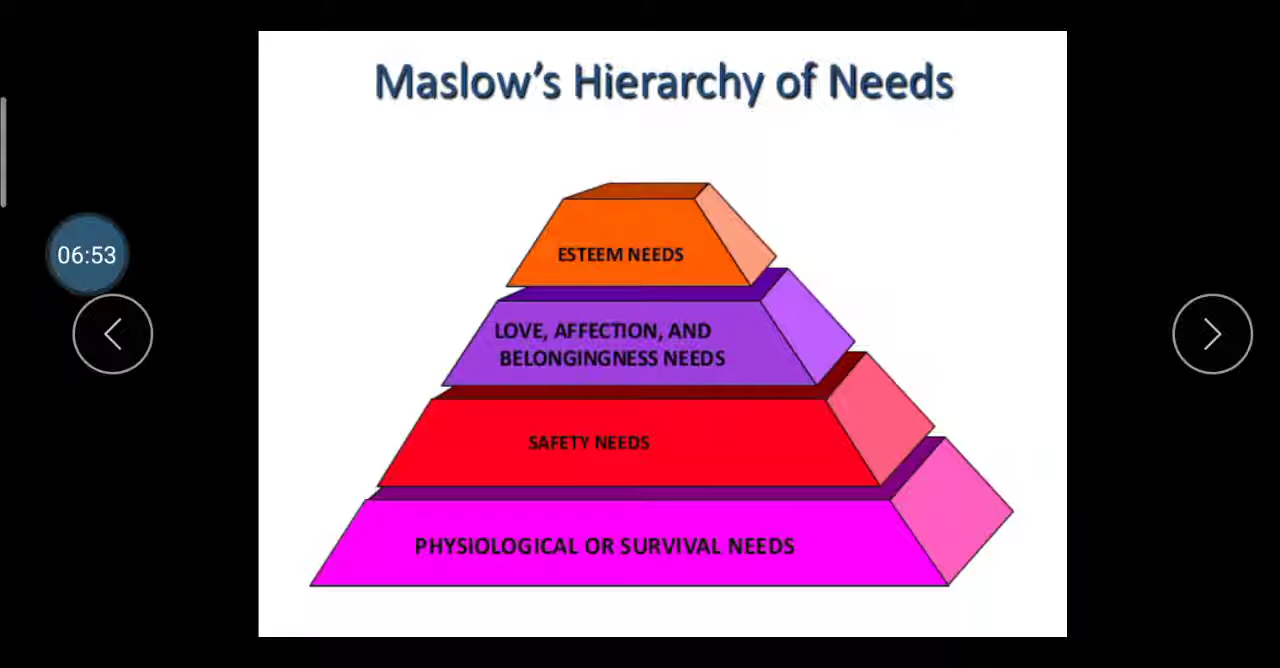 Maslow's Hierarchy of Needs
06:53
ESTEEM NEEDS
LOVE, AFFECTION, AND
BELONGINGNESS NEEDS
SAFETY NEEDS
PHYSIOLOGICAL OR SURVIVAL NEEDS